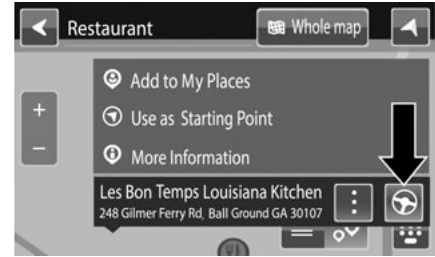 Restaurant
Whole map
Add to My Places
Use as Starting Point
More Information
Les Bon Temps Louisiana Kitchen
248 Gilmer Ferry Rd, Ball Ground GA 30107